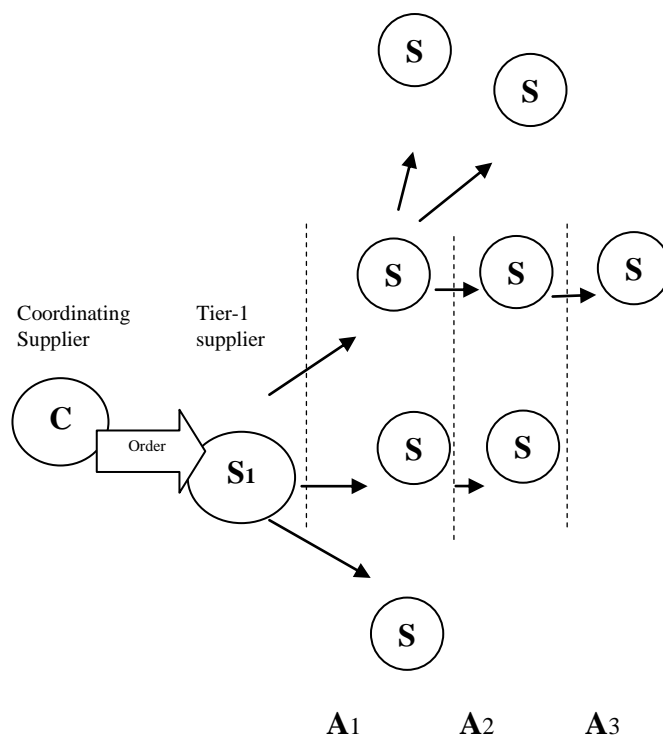 S
S
S
S
S
Coordinating
Supplier
Tier-1
supplier
C
Order
S1
S
S
S
A1
A2
A3